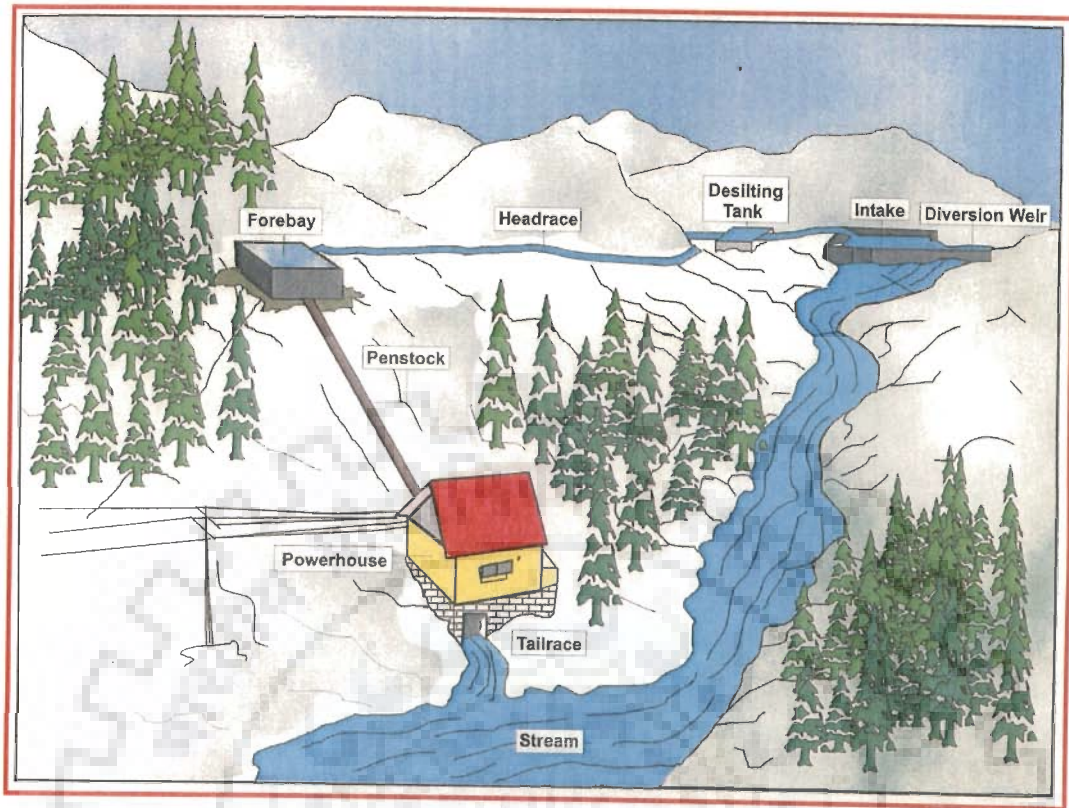 Desilting
Tank
Intake
Diversion Weir
Forebay
Headrace
Penstock
Powerhouse
Tailrace
Stream